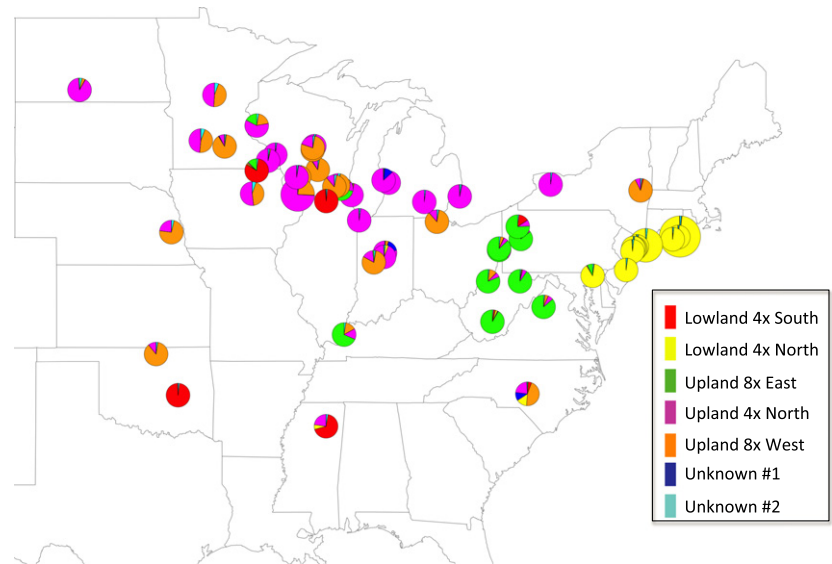 Lowland 4x South
Lowland 4x North
Upland 8x East
Upland 4x North
Upland 8x West
Unknown #1
Unknown #2